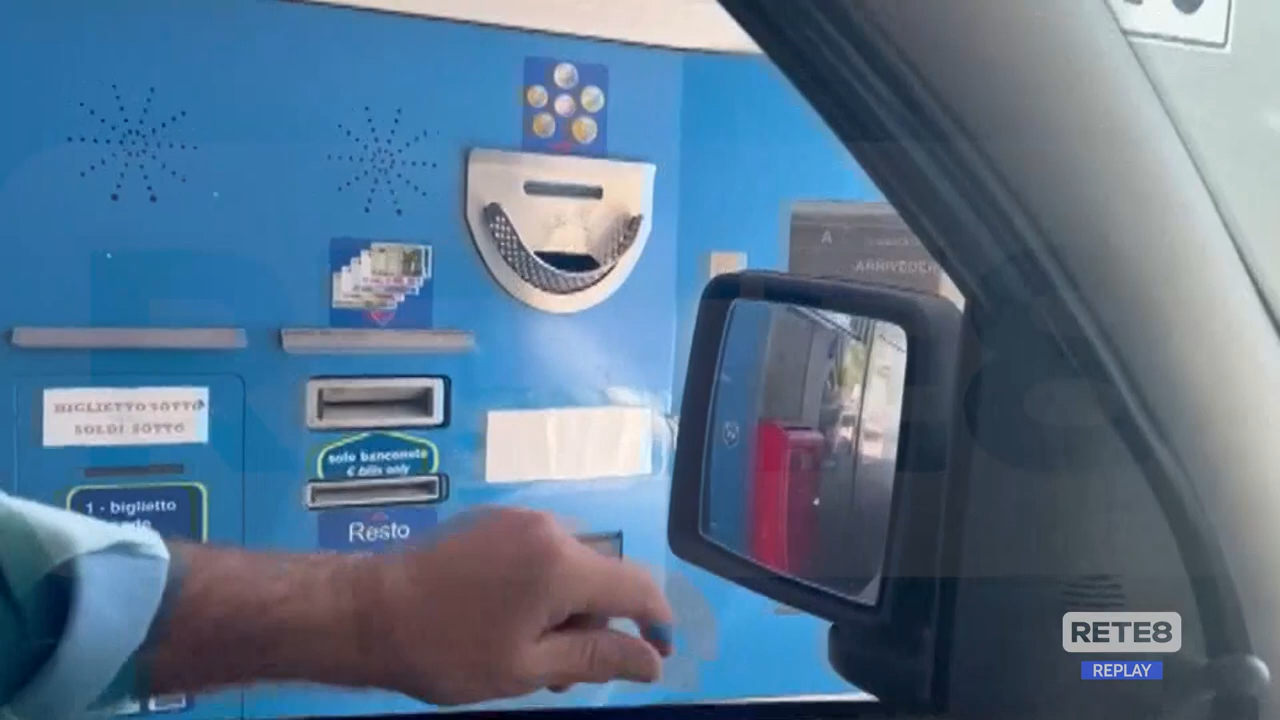 A
ARRIVEDERCI
BIGLIETTO SOTTO
SOLDI SOTTO
solo banconote
€ bills only
1 - biglietto
Resto
RETE8
REPLAY